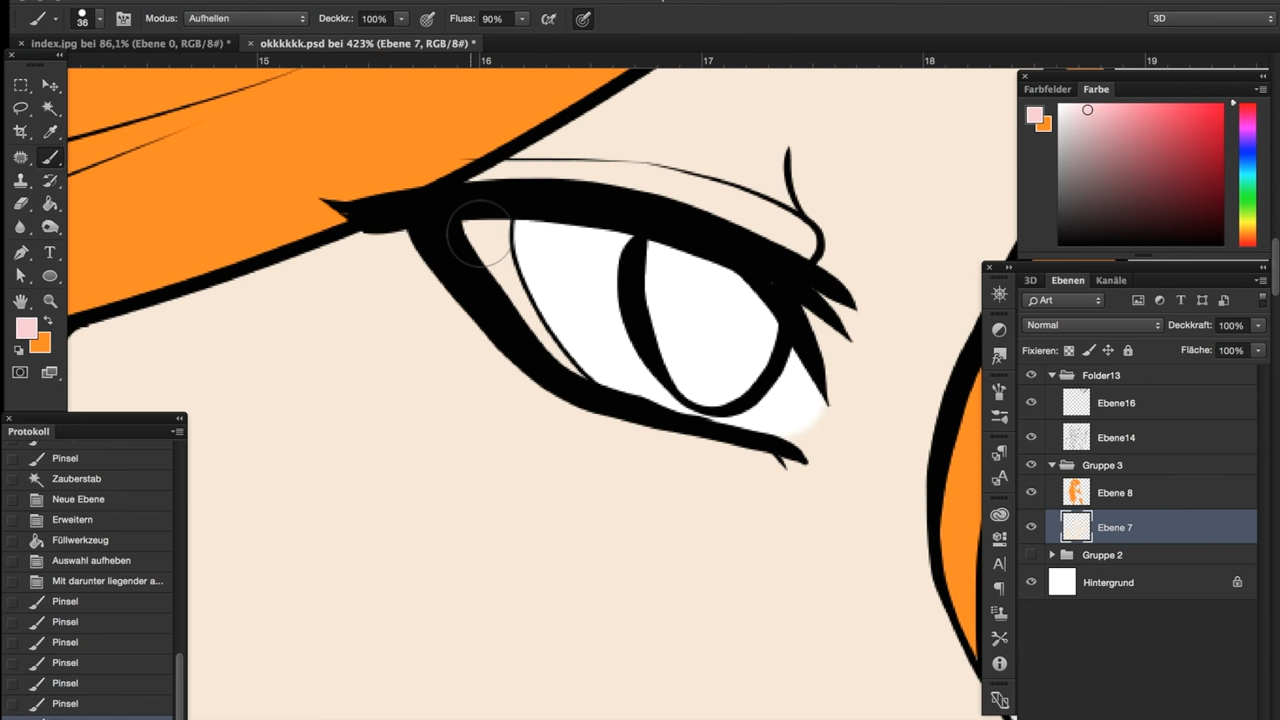 36 Modus: Aufhellen Deckkr.: 100% Fluss: 90% 3D
× index.jpg bei 86,1% (Ebene 0, RGB/8#) * × okkkkkk.psd bei 423% (Ebene 7, RGB/8#) *
15 16 17 18 19
Farbfelder Farbe
3D Ebenen Kanäle
Art
Normal Deckkraft: 100%
Fixieren: Fläche: 100%
Folder13
Ebene16
Ebene14
Gruppe 3
Ebene 8
Ebene 7
Gruppe 2
Hintergrund
Protokoll
Pinsel
Zauberstab
Neue Ebene
Erweitern
Füllwerkzeug
Auswahl aufheben
Mit darunter liegender a...
Pinsel
Pinsel
Pinsel
Pinsel
Pinsel
Pinsel